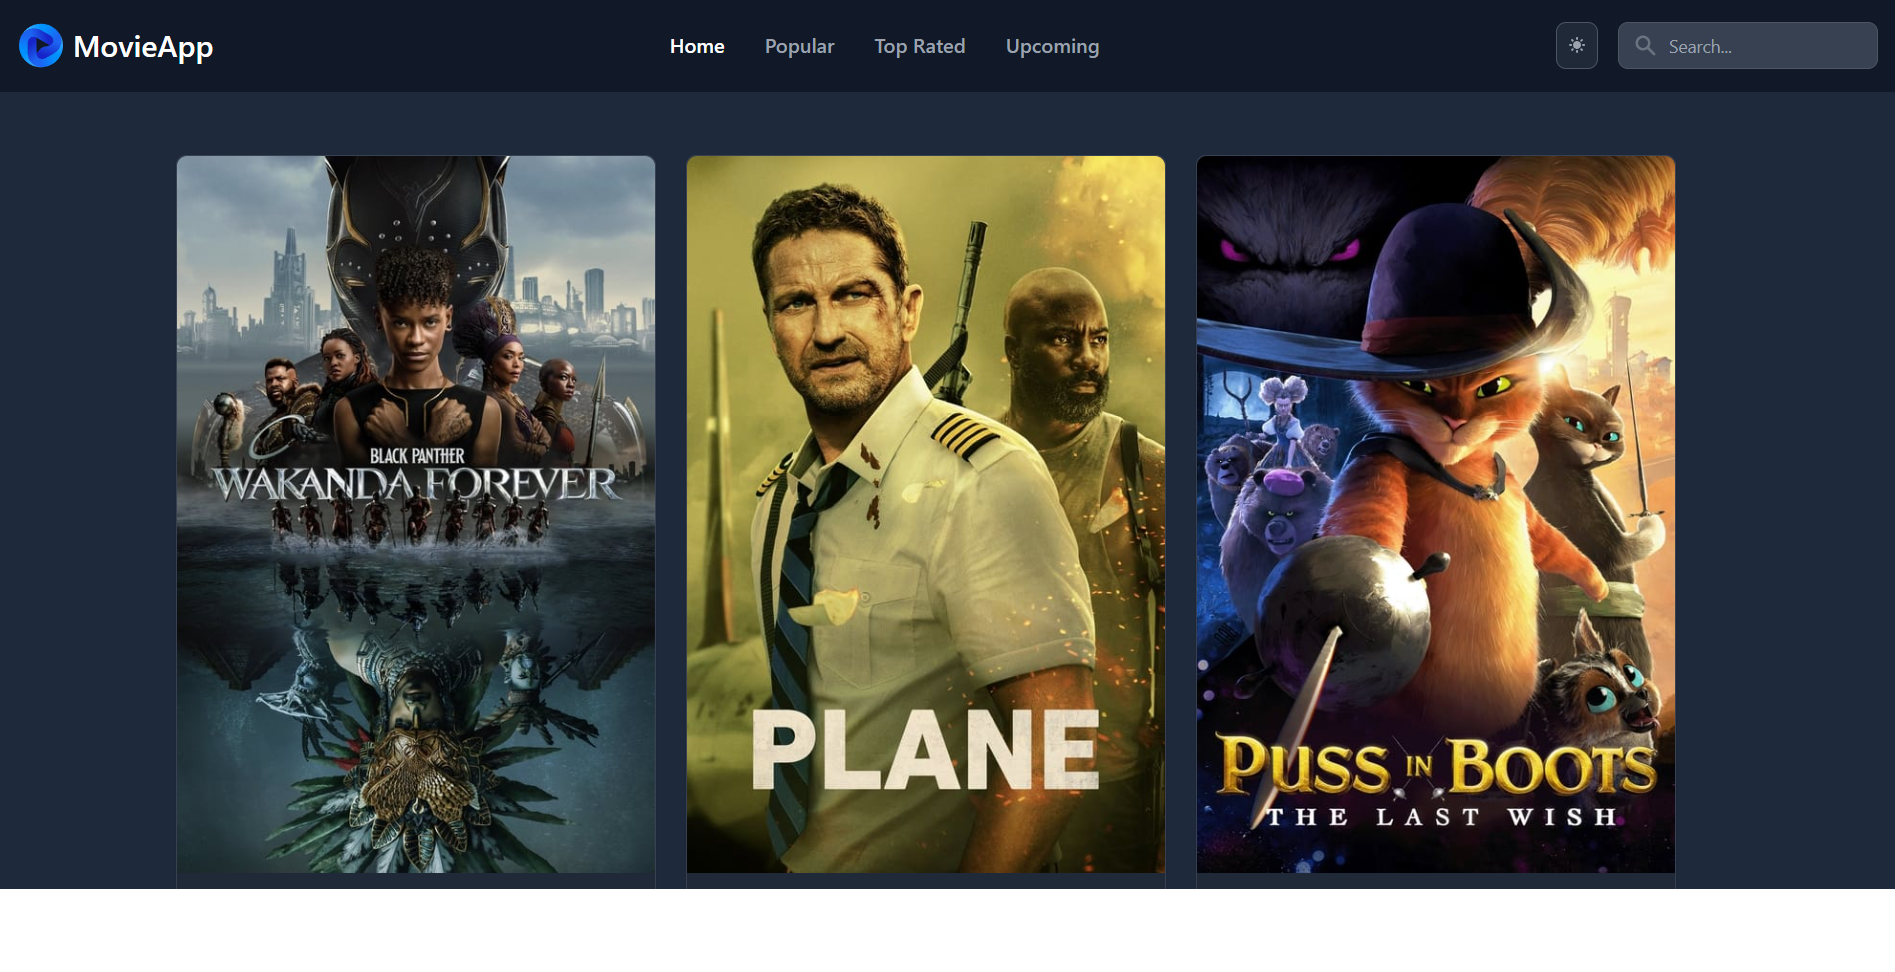 MovieApp
Home
Popular
Top Rated
Upcoming
Search...
BLACK PANTHER
WAKANDA FOREVER
PLANE
PUSS IN BOOTS
THE LAST WISH